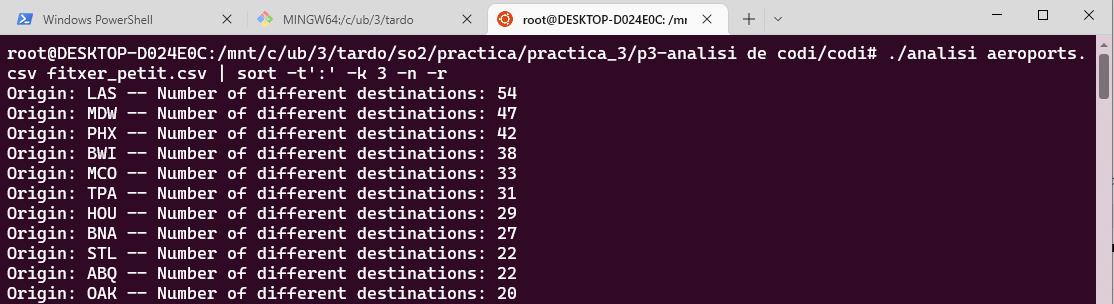 Windows PowerShell
MINGW64:/c/ub/3/tardo
root@DESKTOP-D024E0C: /mn
root@DESKTOP-D024E0C:/mnt/c/ub/3/tardo/so2/practica/practica_3/p3-analisi de codi/codi# ./analisi aeroports.
csv fitxer_petit.csv | sort -t':' -k 3 -n -r
Origin: LAS -- Number of different destinations: 54
Origin: MDW -- Number of different destinations: 47
Origin: PHX -- Number of different destinations: 42
Origin: BWI -- Number of different destinations: 38
Origin: MCO -- Number of different destinations: 33
Origin: TPA -- Number of different destinations: 31
Origin: HOU -- Number of different destinations: 29
Origin: BNA -- Number of different destinations: 27
Origin: STL -- Number of different destinations: 22
Origin: ABQ -- Number of different destinations: 22
Origin: OAK -- Number of different destinations: 20